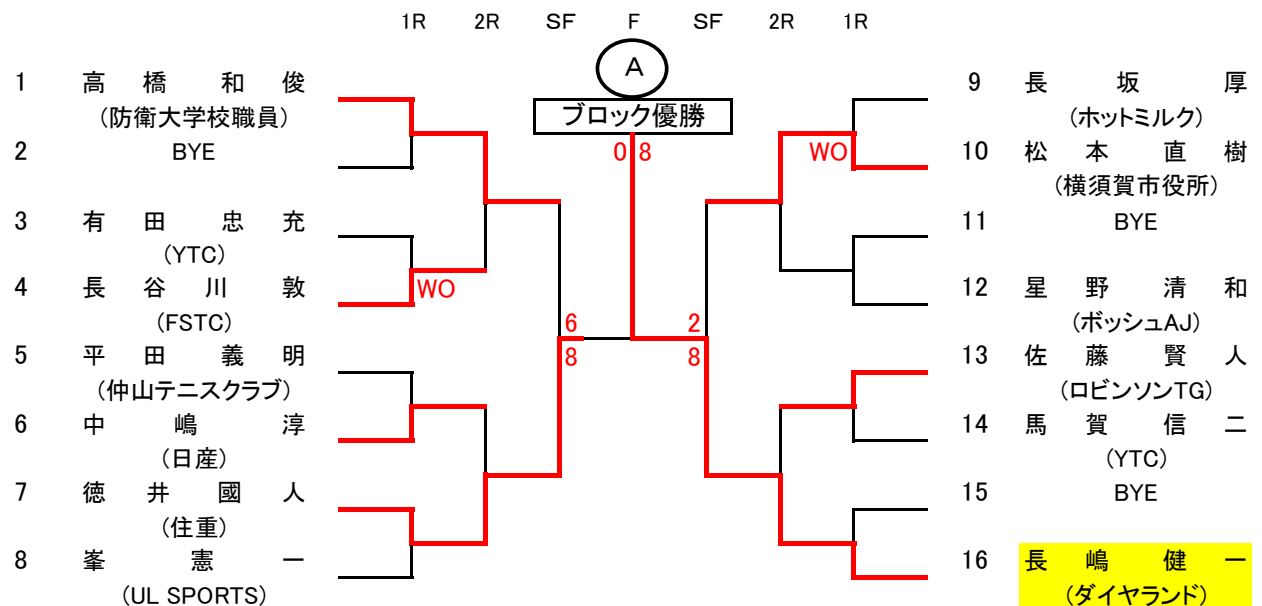 1R 2R SF F SF 2R 1R
A
ブロック優勝
0 8
1 高橋和俊
(防衛大学校職員)
2 BYE
3 有田忠充
(YTC)
4 長谷川敦
(FSTC)
WO
5 平田義明
(仲山テニスクラブ)
6 中嶋淳
(日産)
7 徳井國人
(住重)
8 峯憲一
(UL SPORTS)
6
8
2
8
9 長坂厚
(ホットミルク)
WO
10 松本直樹
(横須賀市役所)
11 BYE
12 星野清和
(ボッシュAJ)
13 佐藤賢人
(ロビンソンTG)
14 馬賀信二
(YTC)
15 BYE
16 長嶋健一
(ダイヤランド)